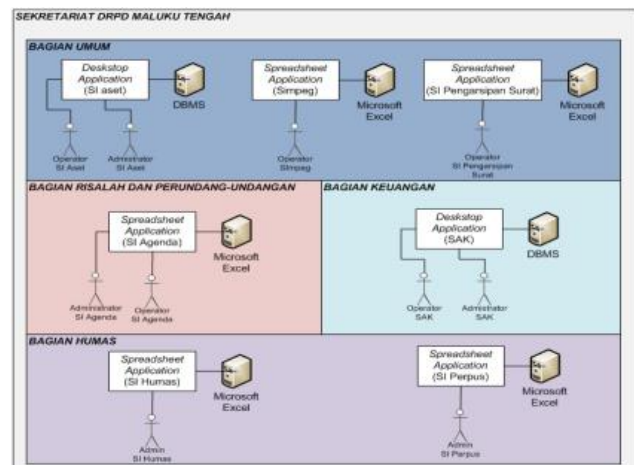 SEKRETARIAT DRPD MALUKU TENGAH
BAGIAN UMUM
Deskstop
Application
(SI aset)
DBMS
Operator
SI Aset
Admistrator
SI Aset
Spreadsheet
Application
(Simpeg)
Microsoft
Excel
Operator
SImpeg
Spreadsheet
Application
(SI Pengarsipan Surat)
Microsoft
Excel
Operator
SI Pengarsipan
Surat
BAGIAN RISALAH DAN PERUNDANG-UNDANGAN
Spreadsheet
Application
(SI Agenda)
Microsoft
Excel
Administrator
SI Agenda
Operator
SI Agenda
BAGIAN KEUANGAN
Deskstop
Application
(SAK)
DBMS
Operator
SAK
Admistrator
SAK
BAGIAN HUMAS
Spreadsheet
Application
(SI Humas)
Microsoft
Excel
Admin
SI Humas
Spreadsheet
Application
(SI Perpus)
Microsoft
Excel
Admin
SI Perpus